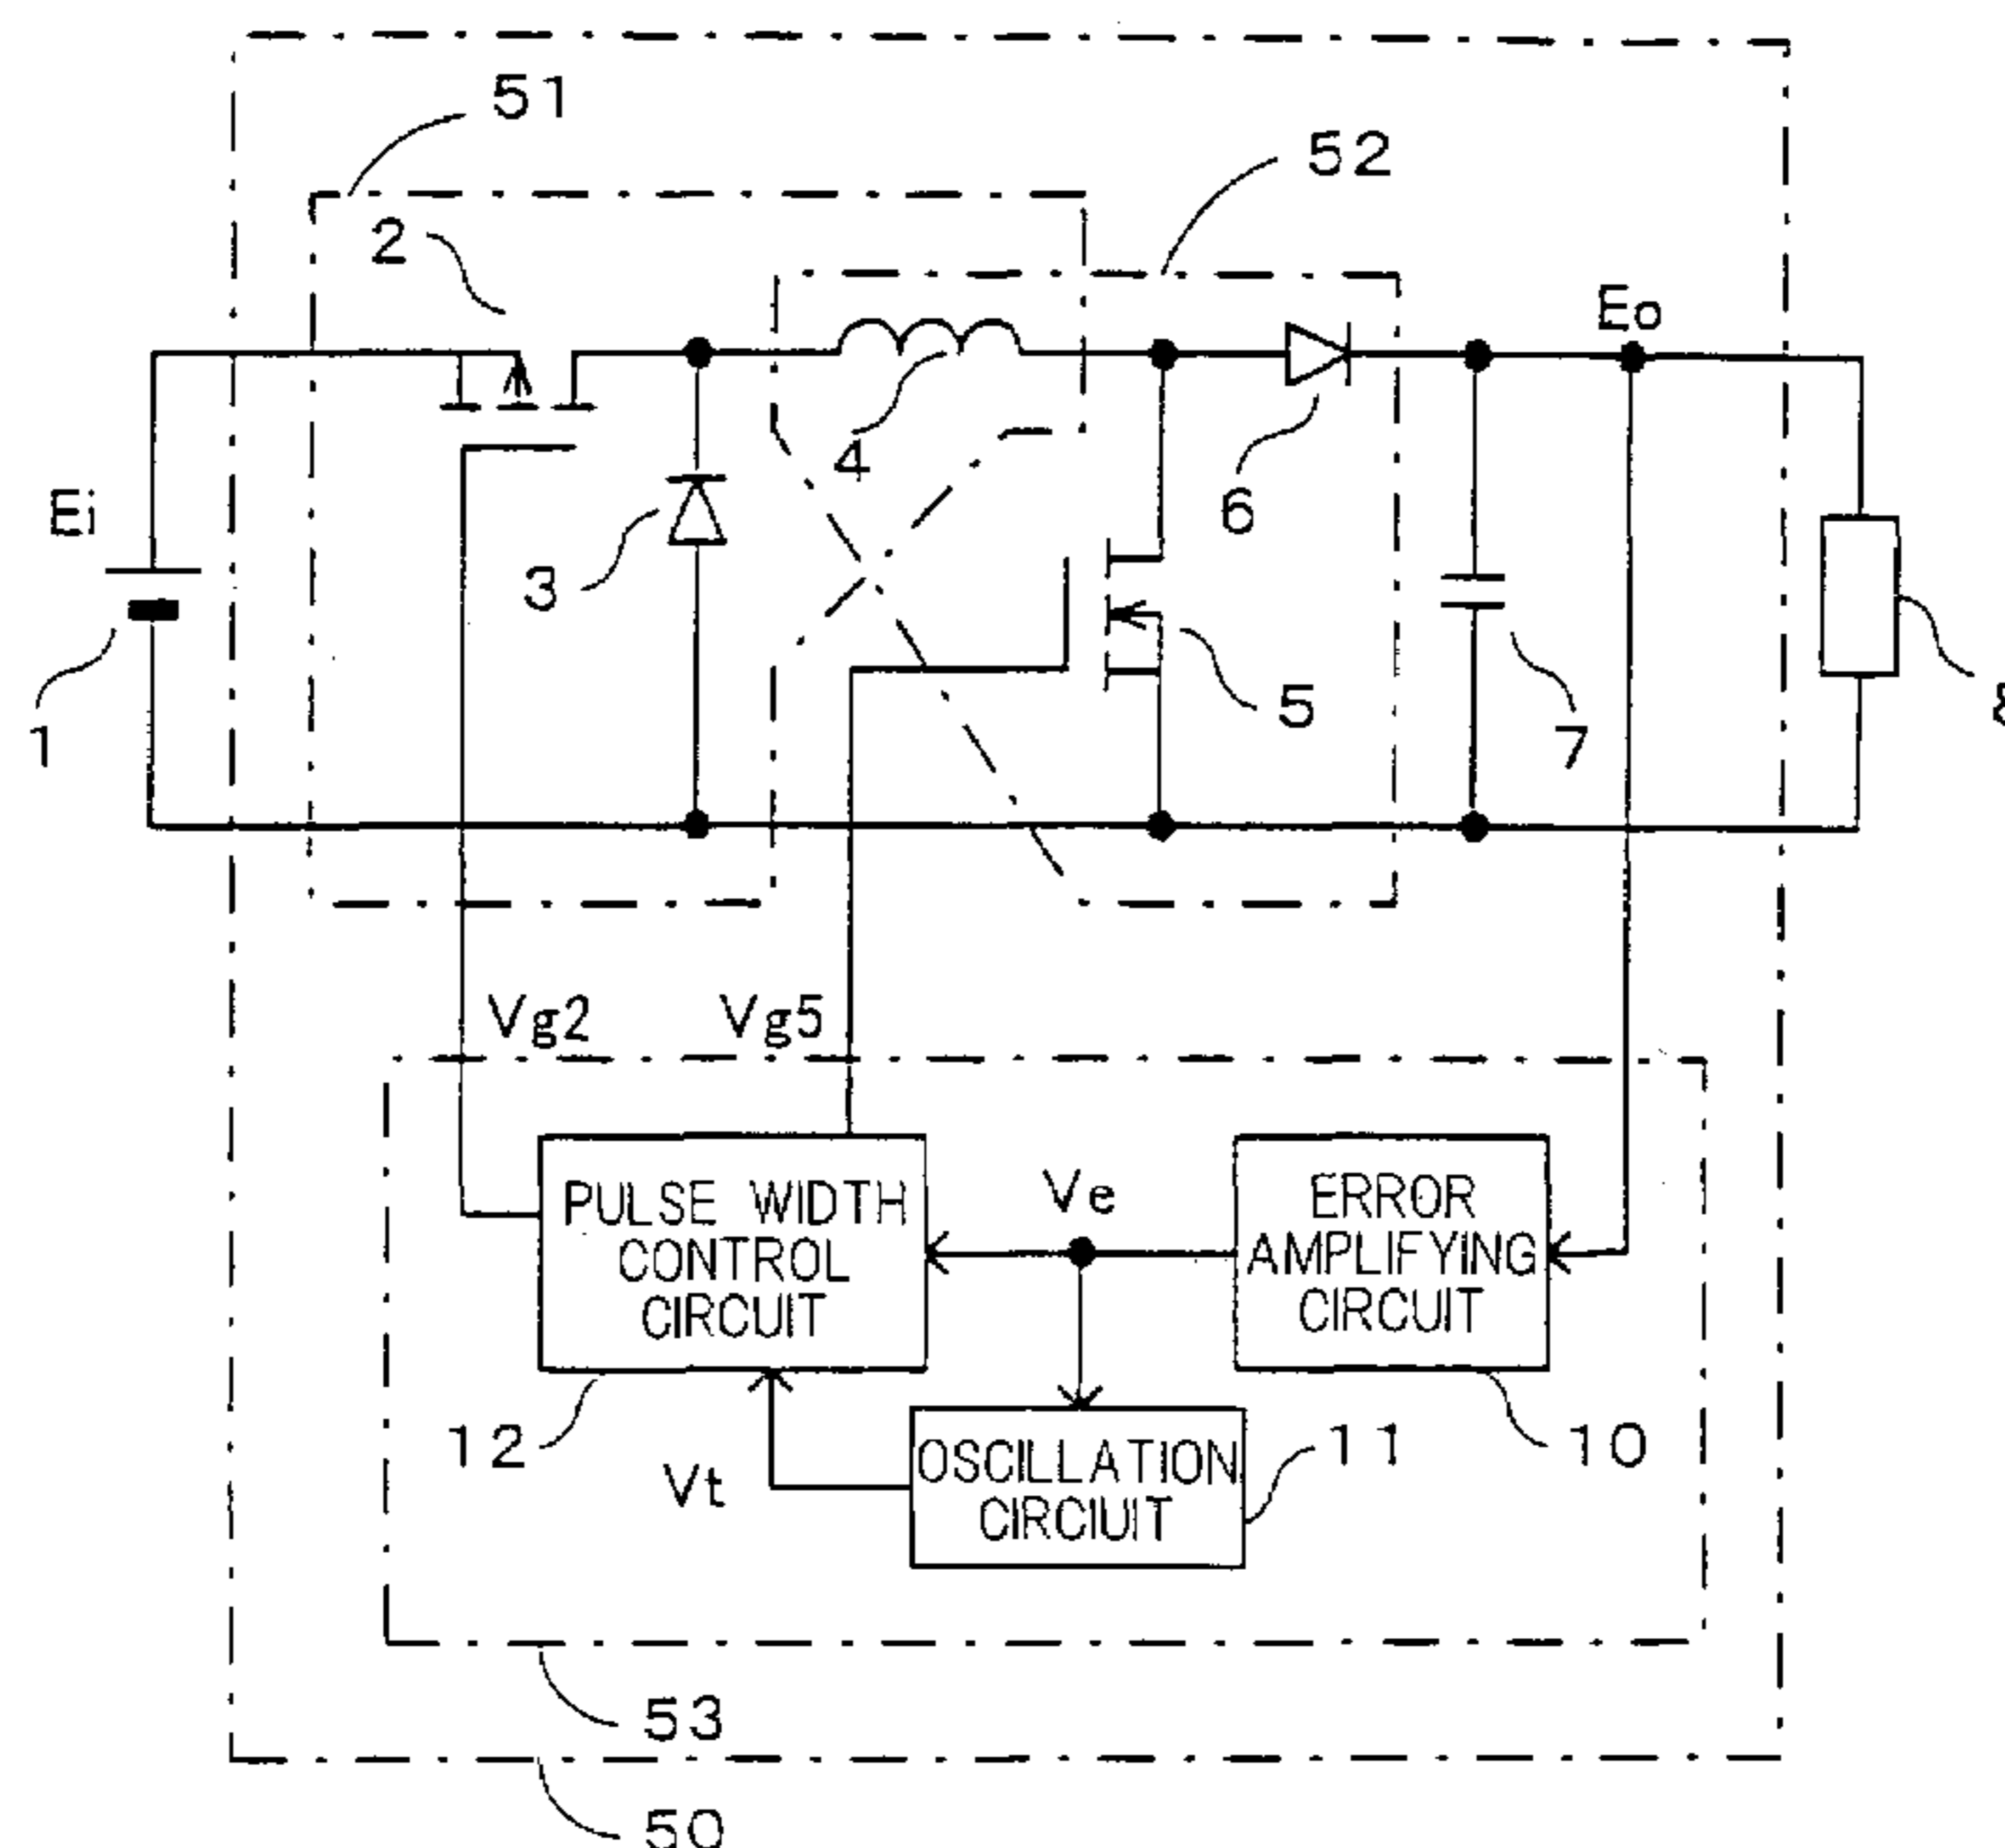 51
52
2
Eo
4
Ei
6
3
5
1
7
Vg2
Vg5
PULSE WIDTH
CONTROL
CIRCUIT
Ve
ERROR
AMPLIFYING
CIRCUIT
12
Vt
OSCILLATION
CIRCIUIT
11
10
53
50